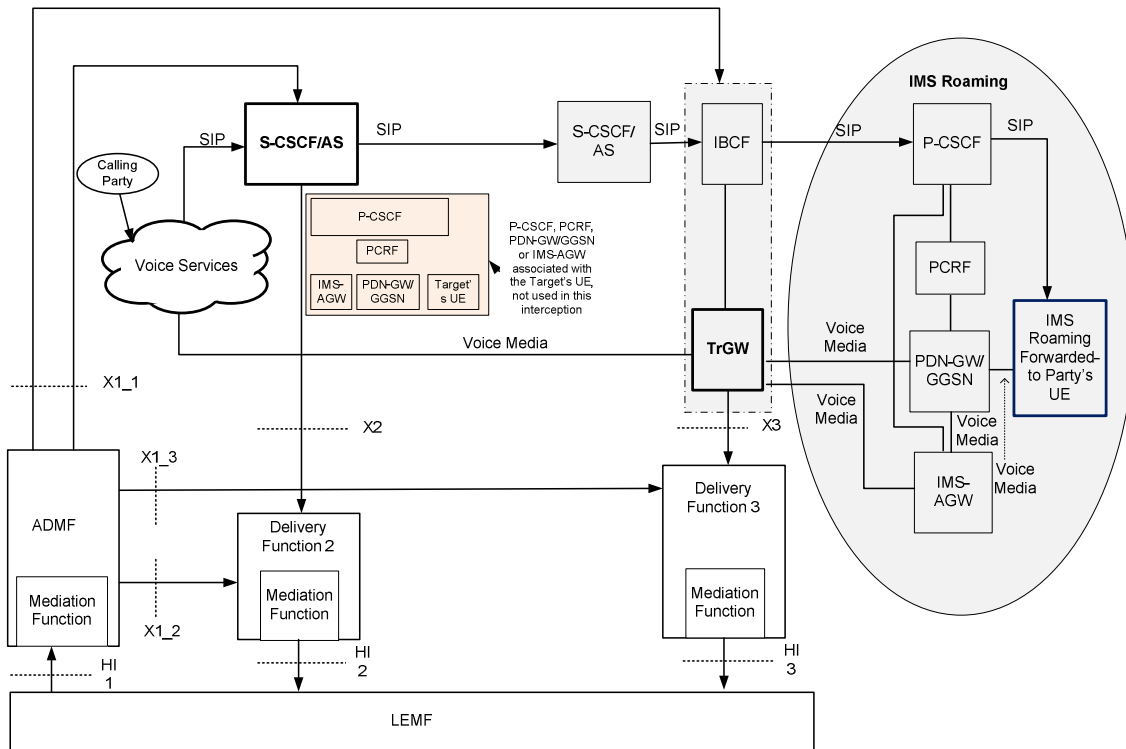 IMS Roaming
SIP
S-CSCF/AS
SIP
S-CSCF/
AS
SIP
IBCF
SIP
P-CSCF
SIP
Calling
Party
Voice Services
P-CSCF
PCRF
IMS-
AGW
PDN-GW/
GGSN
Target'
s UE
P-CSCF, PCRF,
PDN-GW/GGSN
or IMS-AGW
associated with
the Target's UE,
not used in this
interception
PCRF
Voice Media
TrGW
Voice
Media
PDN-GW/
GGSN
IMS
Roaming
Forwarded-
to Party's
UE
X1_1
Voice
Media
Voice
Media
Voice
Media
X2
X3
X1_3
IMS-
AGW
ADMF
Delivery
Function 2
Delivery
Function 3
Mediation
Function
Mediation
Function
Mediation
Function
X1_2
HI
1
HI
2
HI
3
LEMF